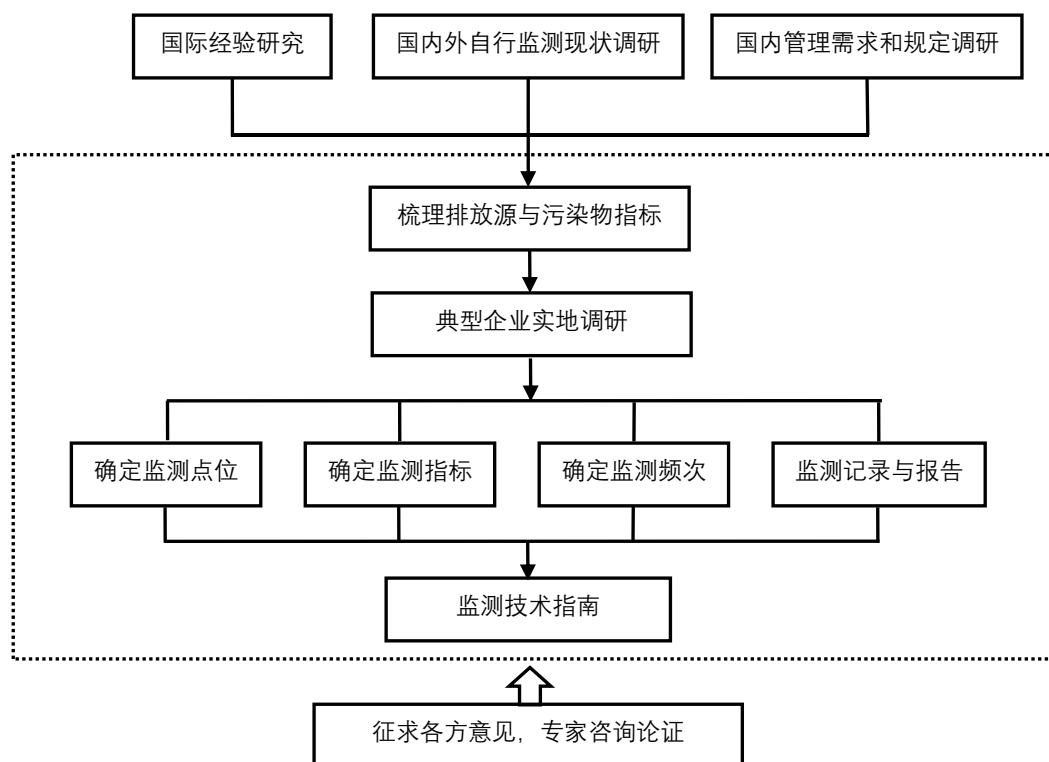 国际经验研究
国内外自行监测现状调研
国内管理需求和规定调研
梳理排放源与污染物指标
典型企业实地调研
确定监测点位
确定监测指标
确定监测频次
监测记录与报告
监测技术指南
征求各方意见，专家咨询论证